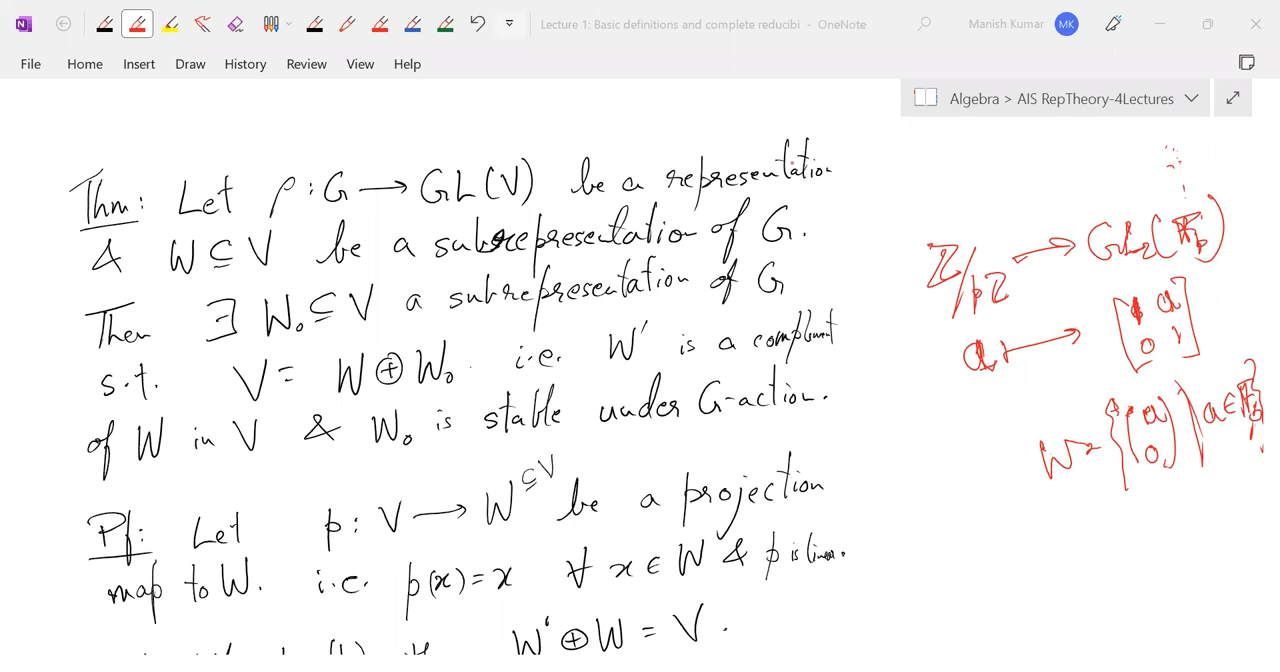 Lecture 1: Basic definitions and complete reducibi - OneNote
Manish Kumar
MK
File Home Insert Draw History Review View Help
Algebra > AIS RepTheory-4Lectures
Thm: Let ρ: G → GL(V) be a representation
& W ⊆ V be a subrepresentation of G.
Then ∃ W₀ ⊆ V a subrepresentation of G
s.t. V = W ⊕ W₀. i.e. W' is a complement
of W in V & W₀ is stable under G-action.
Pf: Let p: V → W ⊆ V be a projection
map to W. i.e. p(x) = x ∀ x ∈ W & p is linear.
W' ⊕ W = V.
Z/pZ → GL₂(F_p)
a ↦ [1 a
0 1]
W = {(a
0) | a ∈ F_p}